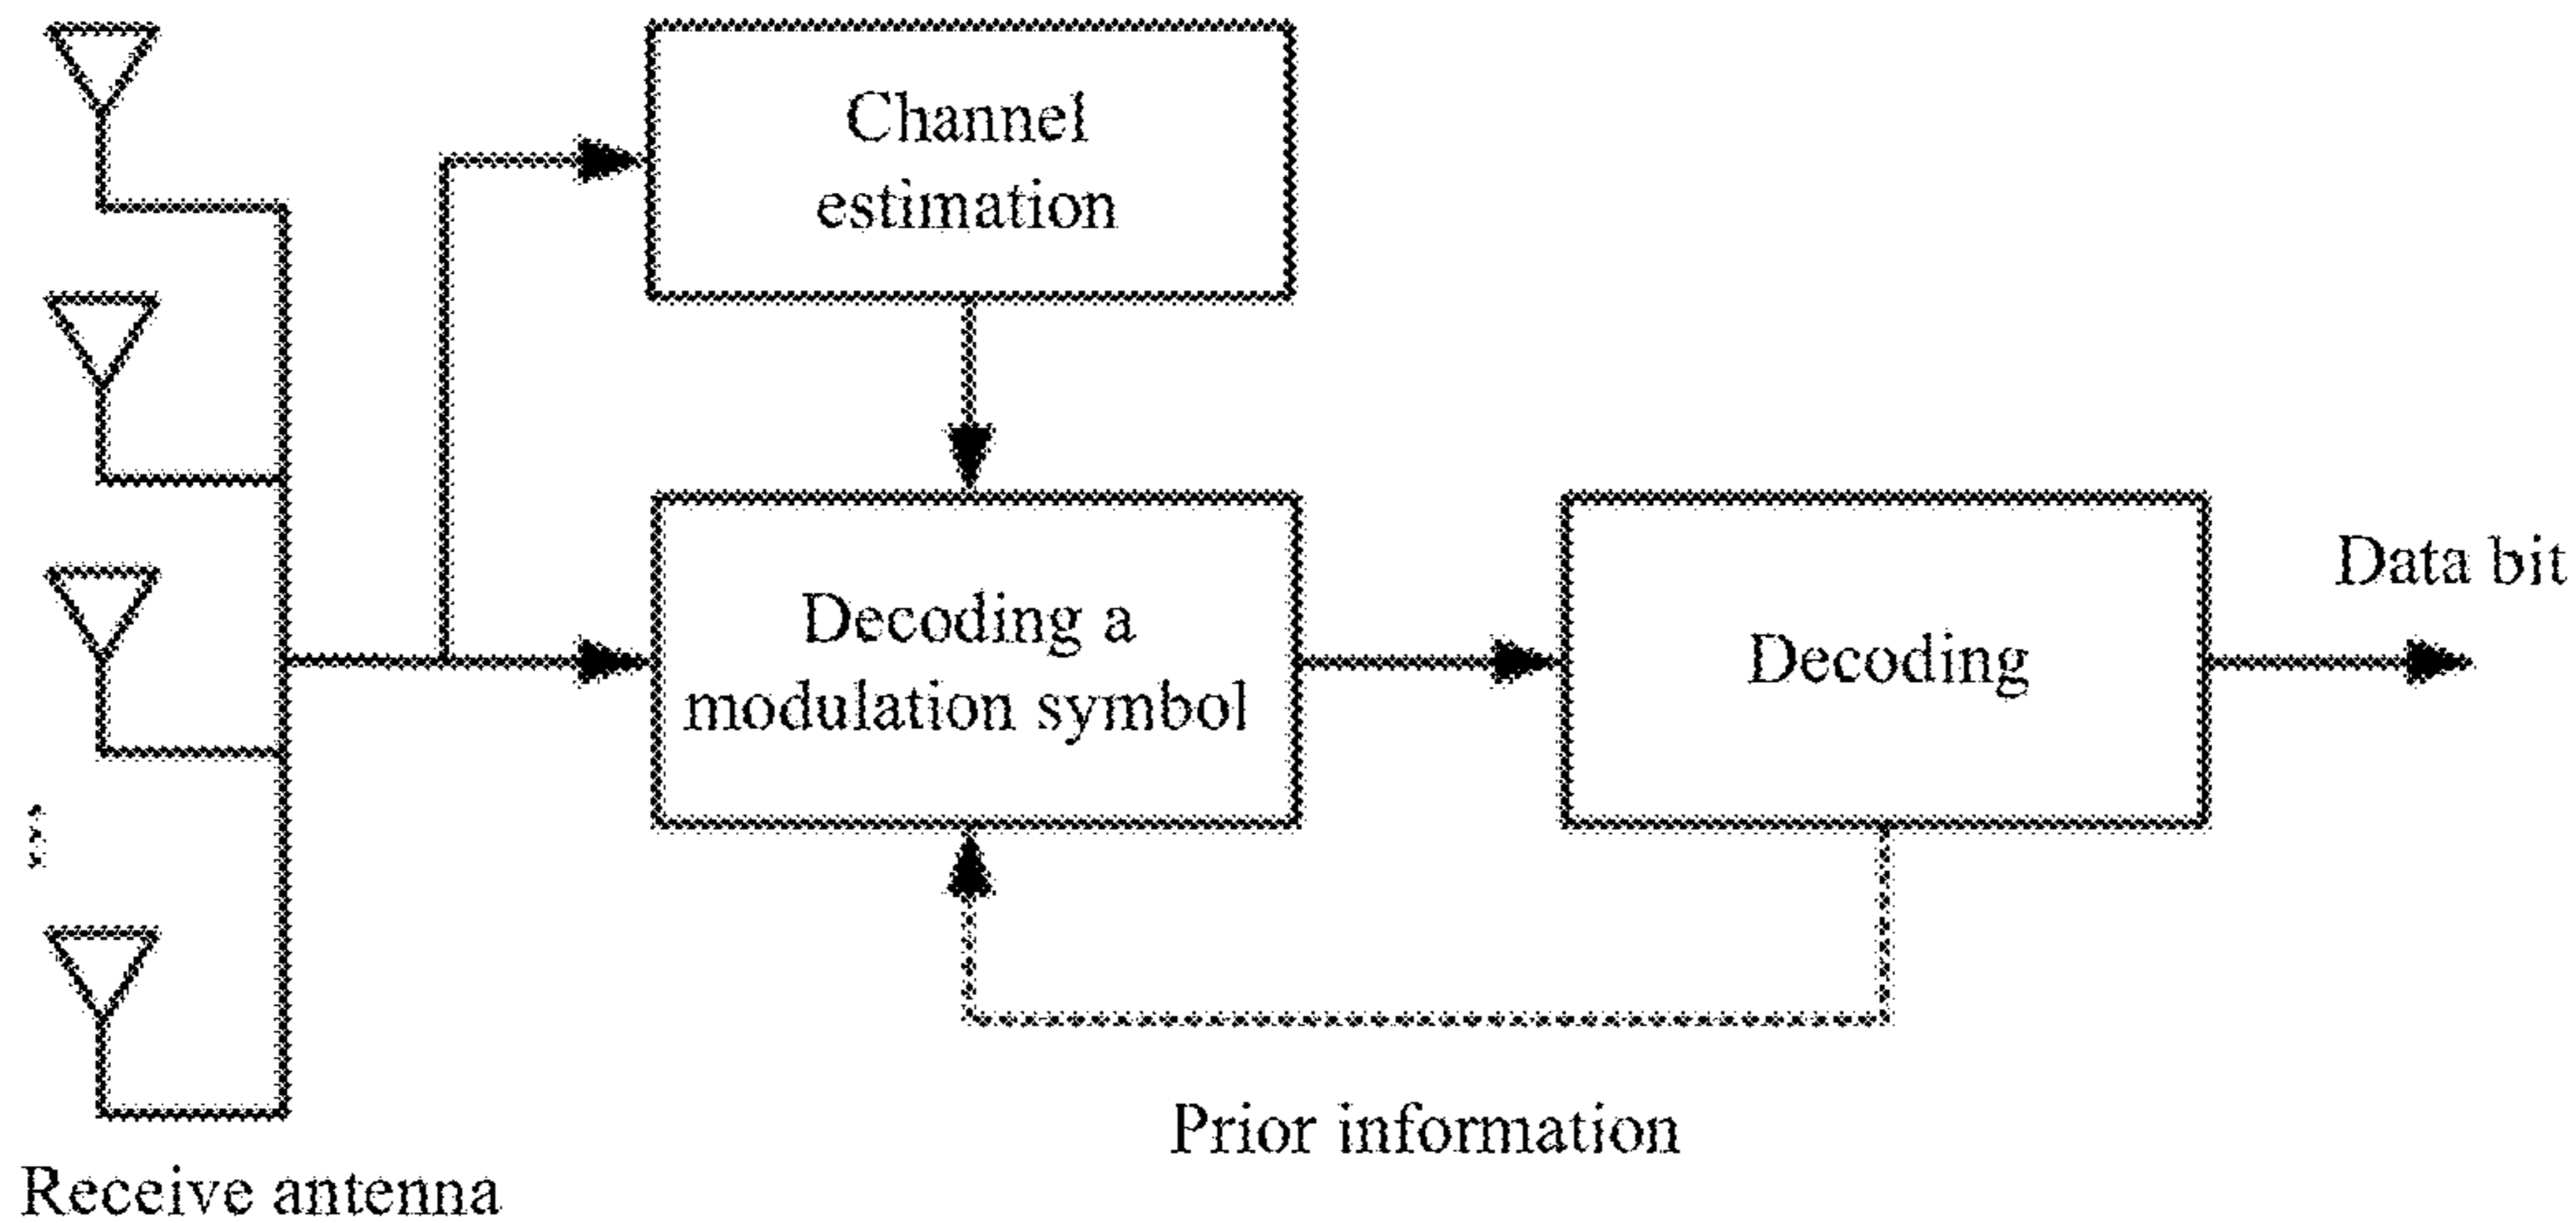 Channel
estimation
Data bit
Decoding a
modulation symbol
Decoding
Prior information
Receive antenna